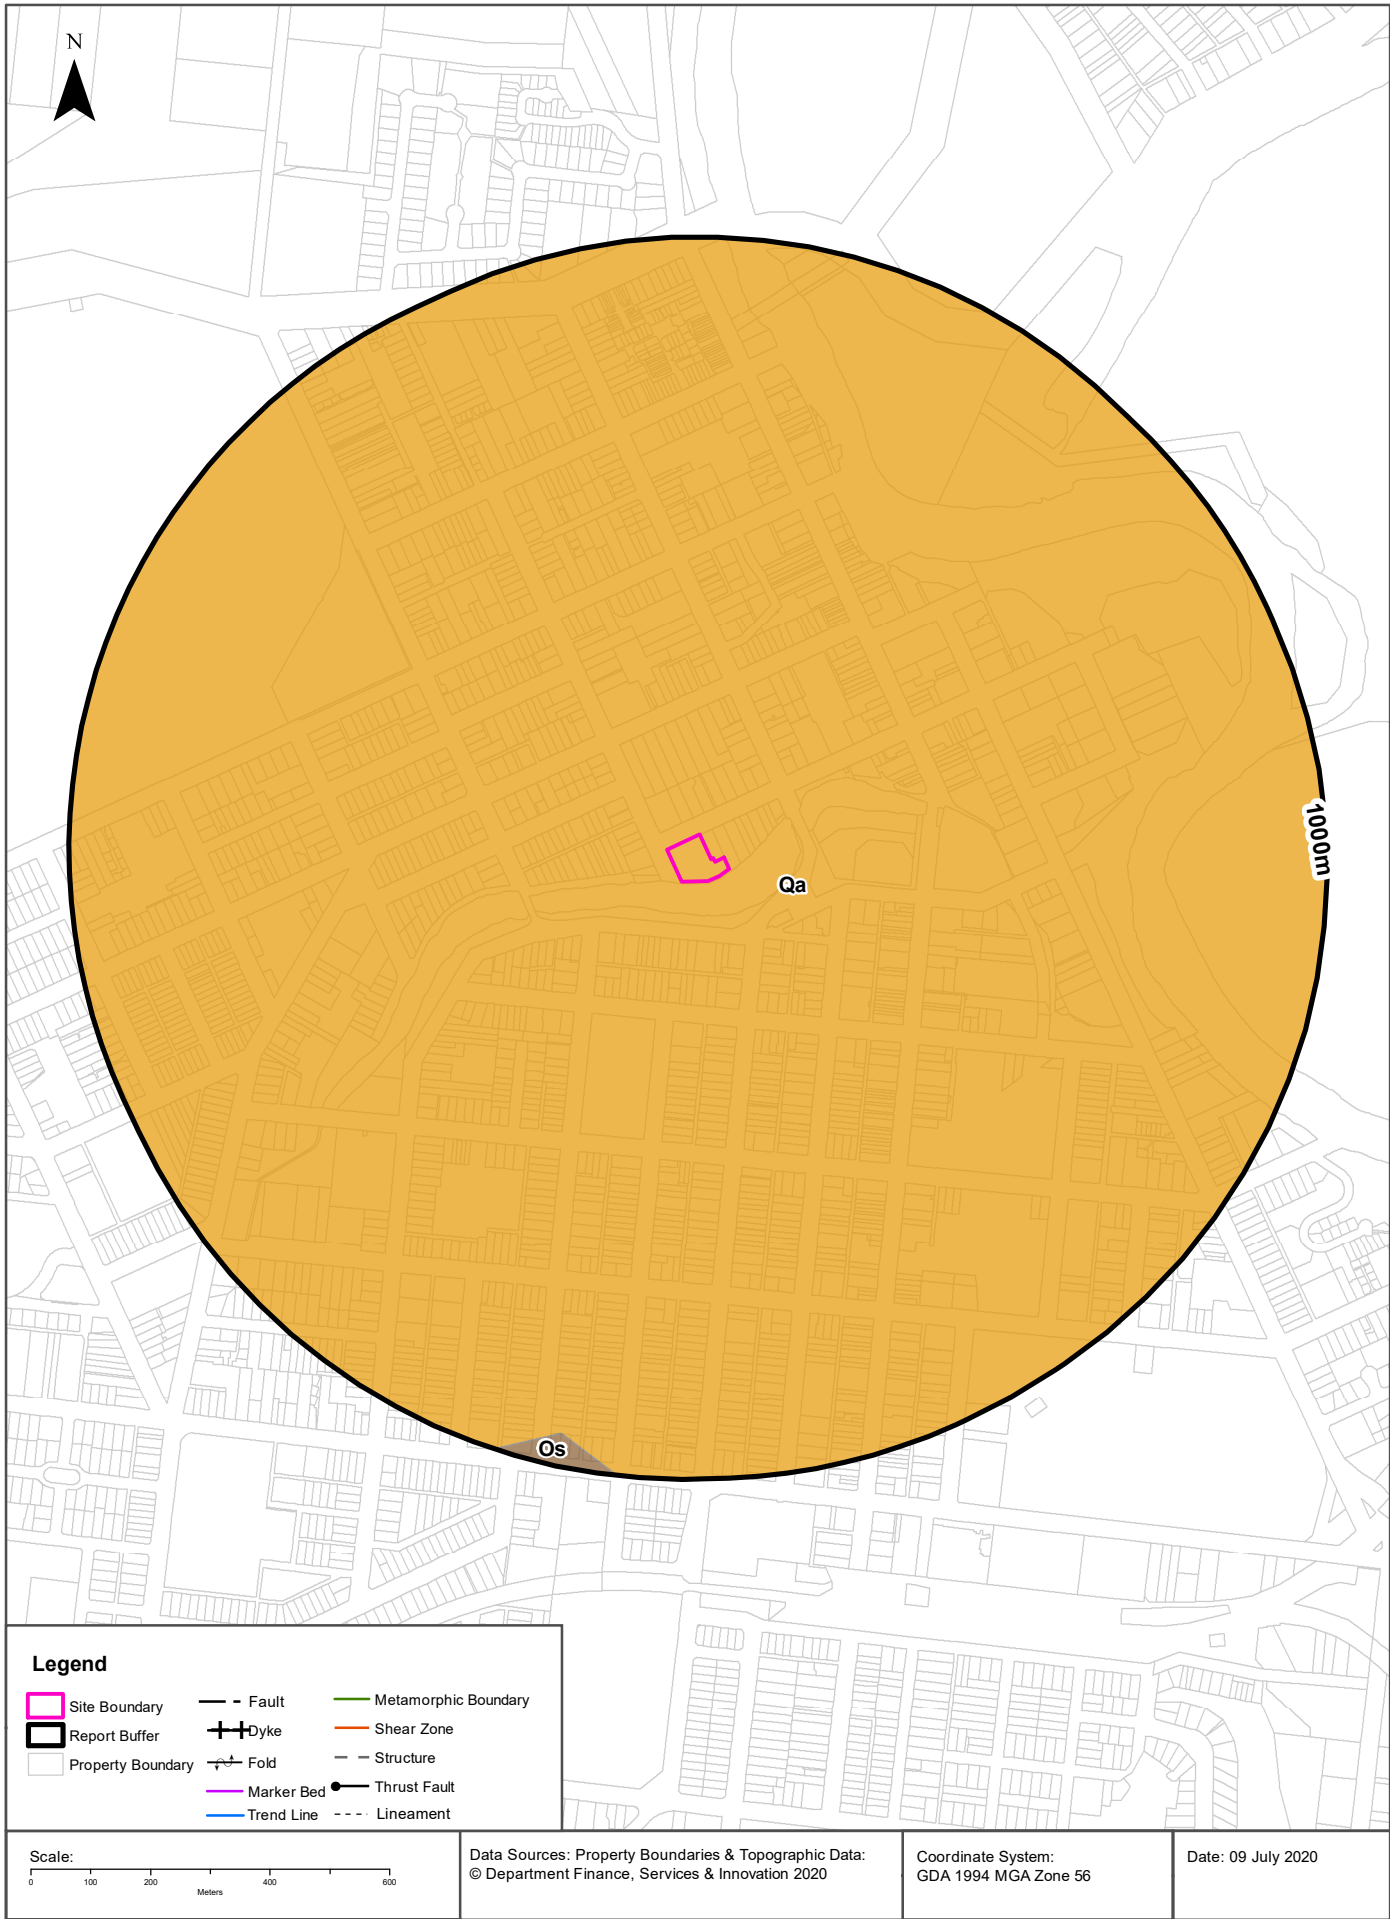 N
1000m
Qa
Os
Legend
Site Boundary
Report Buffer
Property Boundary
Fault
Dyke
Fold
Marker Bed
Trend Line
Metamorphic Boundary
Shear Zone
Structure
Thrust Fault
Lineament
Scale:
0 100 200 400 600
Meters
Data Sources: Property Boundaries & Topographic Data:
© Department Finance, Services & Innovation 2020
Coordinate System:
GDA 1994 MGA Zone 56
Date: 09 July 2020